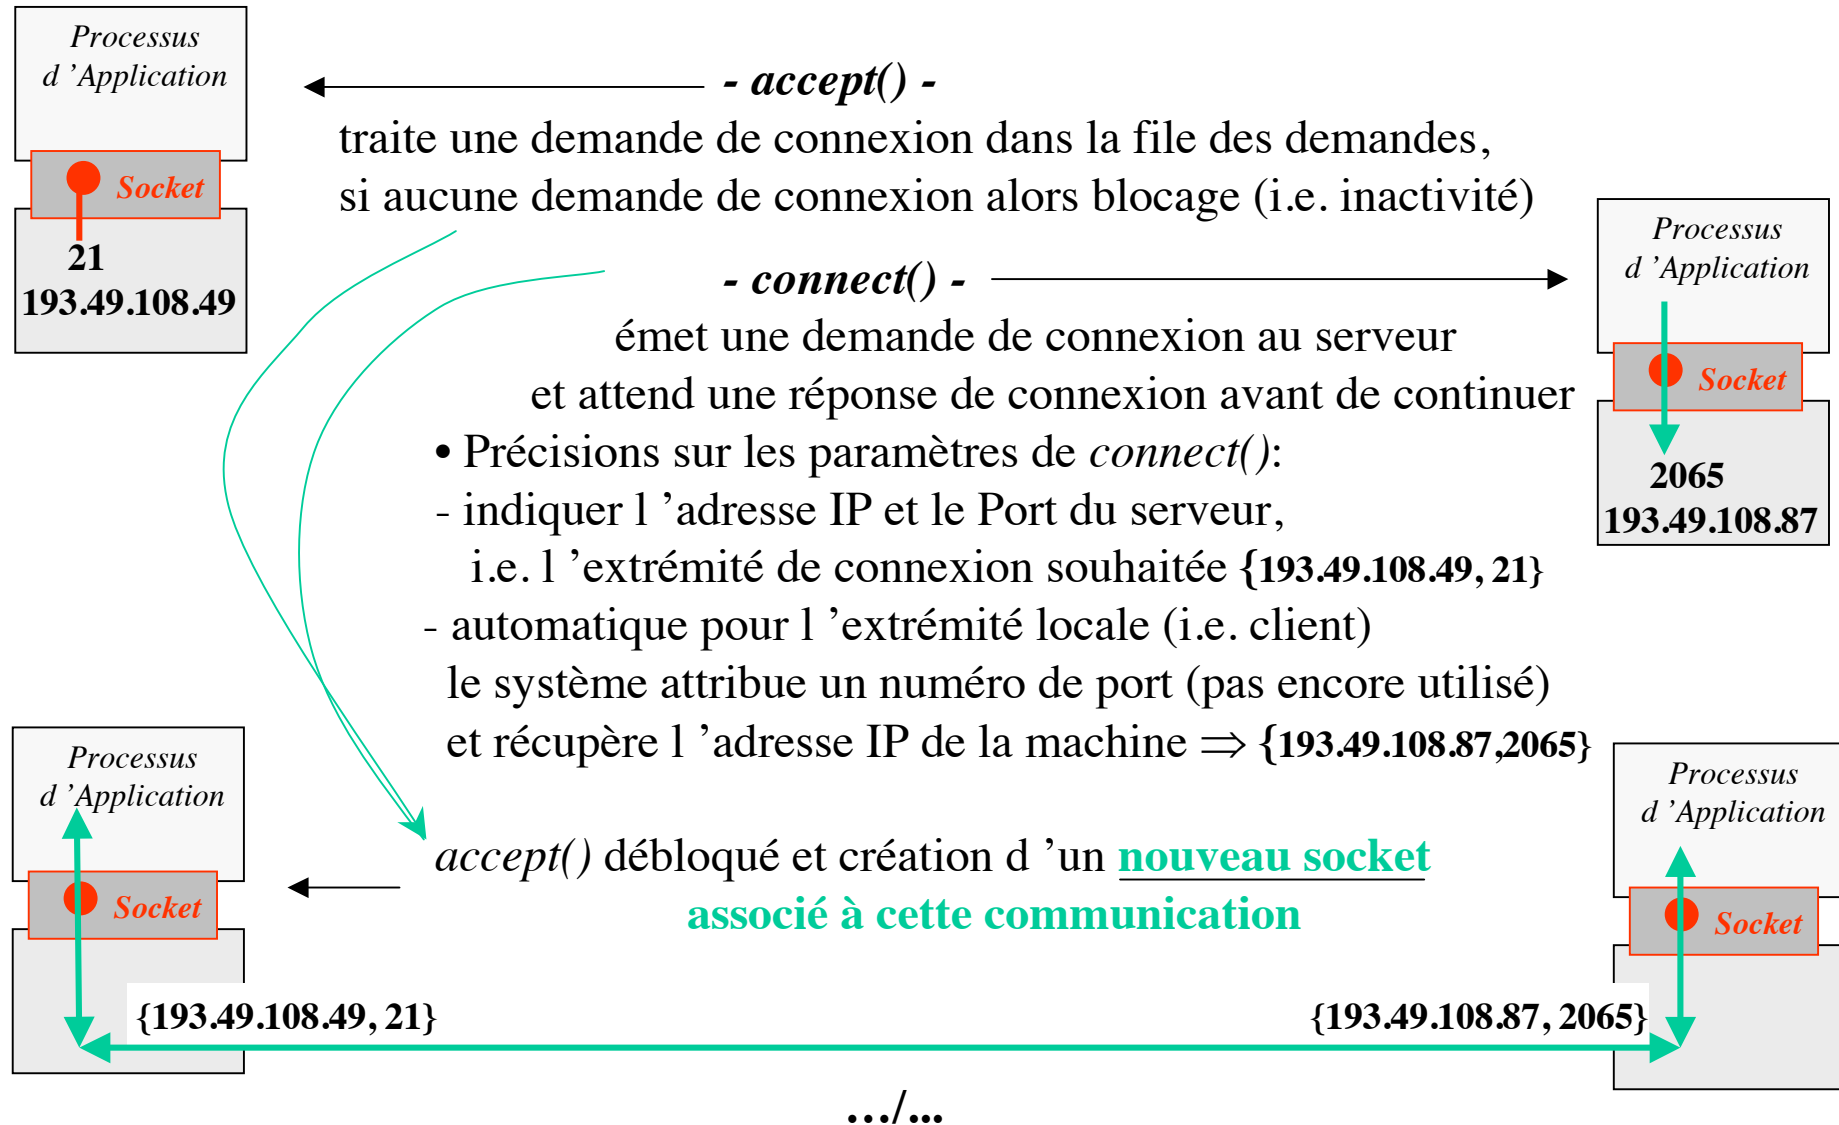 Processus
d ’Application
Socket
21
193.49.108.49
- accept() -
traite une demande de connexion dans la file des demandes,
si aucune demande de connexion alors blocage (i.e. inactivité)
- connect() -
émet une demande de connexion au serveur
et attend une réponse de connexion avant de continuer
Processus
d ’Application
Socket
2065
193.49.108.87
• Précisions sur les paramètres de connect():
- indiquer l ’adresse IP et le Port du serveur,
i.e. l ’extrémité de connexion souhaitée {193.49.108.49, 21}
- automatique pour l ’extrémité locale (i.e. client)
le système attribue un numéro de port (pas encore utilisé)
et récupère l ’adresse IP de la machine ⇒ {193.49.108.87,2065}
Processus
d ’Application
Socket
accept() débloqué et création d ’un nouveau socket
associé à cette communication
Processus
d ’Application
Socket
{193.49.108.49, 21}
{193.49.108.87, 2065}
…/...